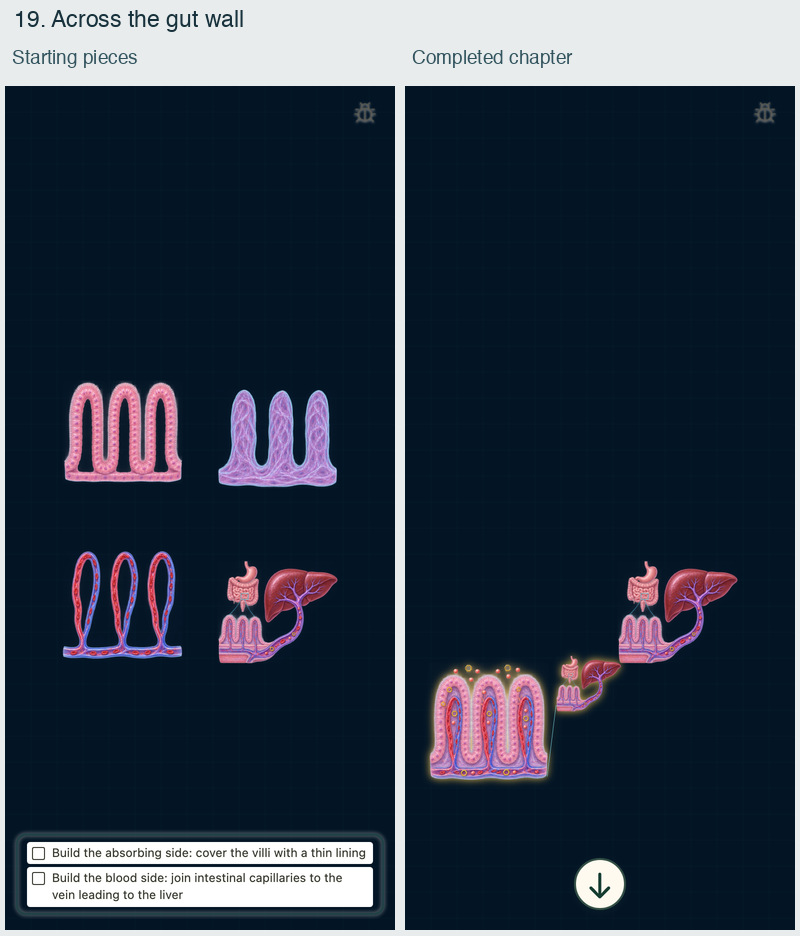 19. Across the gut wall
Starting pieces
Completed chapter
Build the absorbing side: cover the villi with a thin lining
Build the blood side: join intestinal capillaries to the
vein leading to the liver